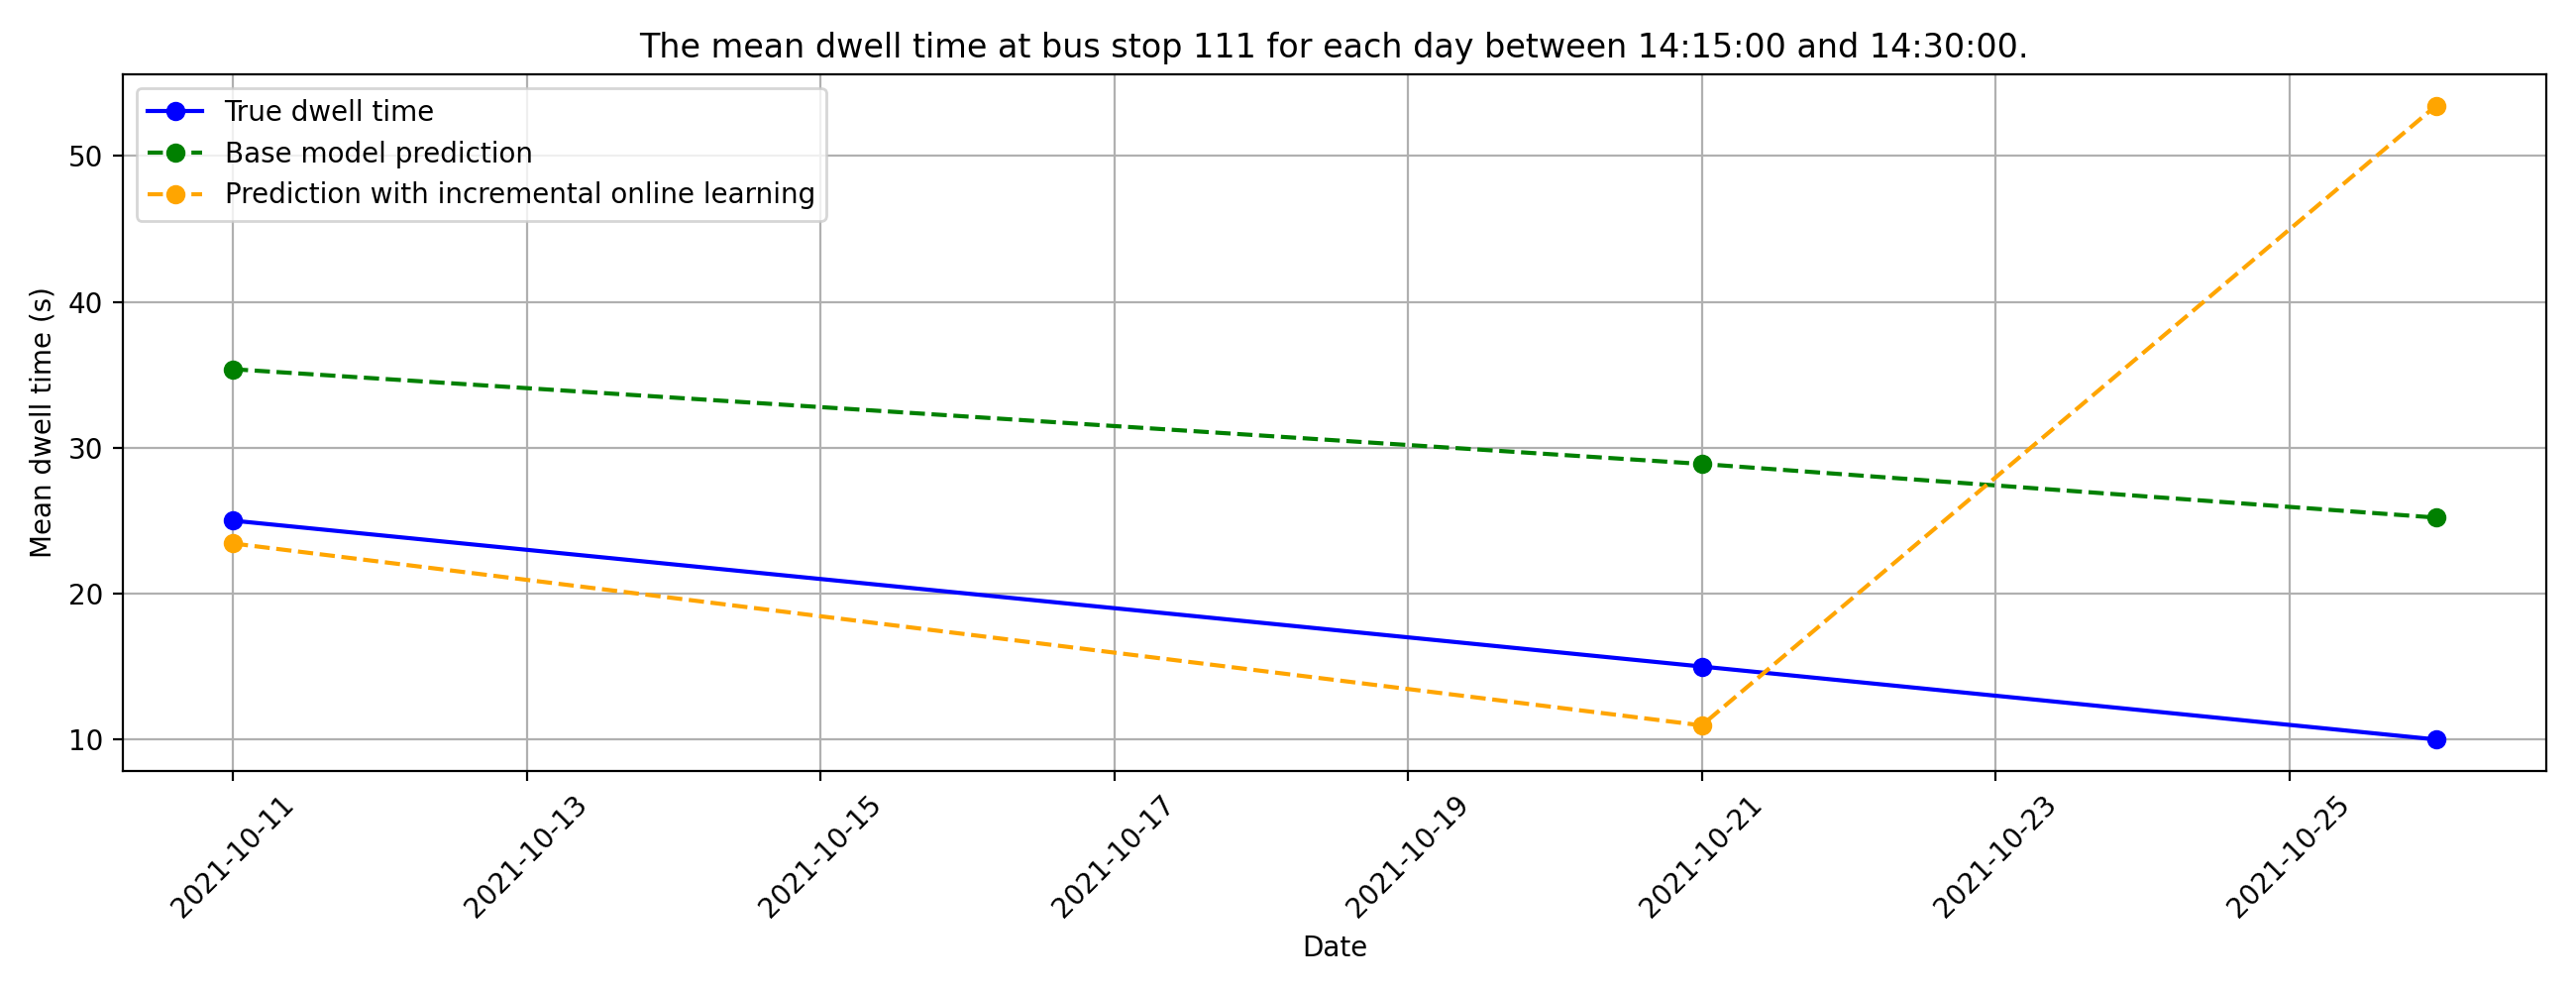 The mean dwell time at bus stop 111 for each day between 14:15:00 and 14:30:00.
True dwell time
Base model prediction
Prediction with incremental online learning
Mean dwell time (s)
50
40
30
20
10
2021-10-11
2021-10-13
2021-10-15
2021-10-17
2021-10-19
2021-10-21
2021-10-23
2021-10-25
Date